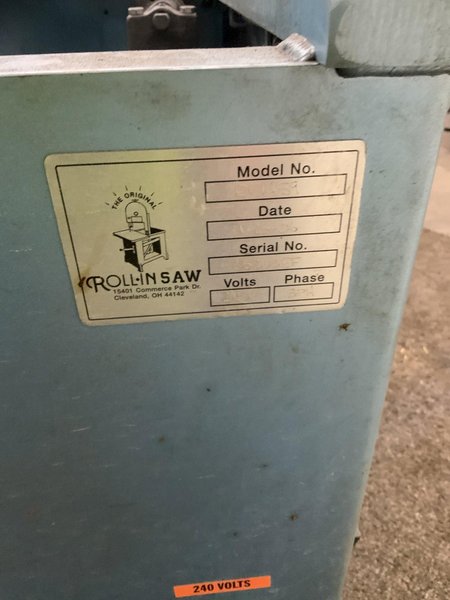 THE ORIGINAL
ROLL-IN SAW
15401 Commerce Park Dr.
Cleveland, OH 44142
Model No.
Date
Serial No.
Volts Phase
240 VOLTS